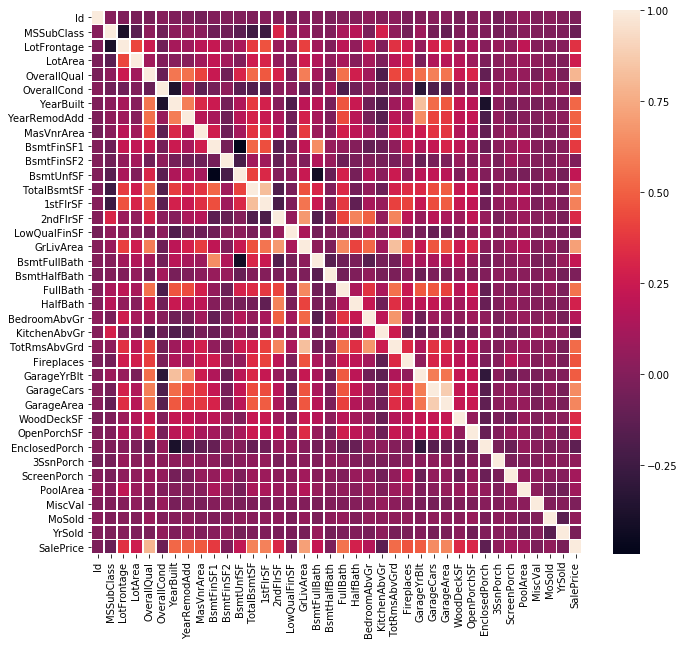 Id
MSSubClass
LotFrontage
LotArea
OverallQual
OverallCond
YearBuilt
YearRemodAdd
MasVnrArea
BsmtFinSF1
BsmtFinSF2
BsmtUnfSF
TotalBsmtSF
1stFlrSF
2ndFlrSF
LowQualFinSF
GrLivArea
BsmtFullBath
BsmtHalfBath
FullBath
HalfBath
BedroomAbvGr
KitchenAbvGr
TotRmsAbvGrd
Fireplaces
GarageYrBlt
GarageCars
GarageArea
WoodDeckSF
OpenPorchSF
EnclosedPorch
3SsnPorch
ScreenPorch
PoolArea
MiscVal
MoSold
YrSold
SalePrice
Id
MSSubClass
LotFrontage
LotArea
OverallQual
OverallCond
YearBuilt
YearRemodAdd
MasVnrArea
BsmtFinSF1
BsmtFinSF2
BsmtUnfSF
TotalBsmtSF
1stFlrSF
2ndFlrSF
LowQualFinSF
GrLivArea
BsmtFullBath
BsmtHalfBath
FullBath
HalfBath
BedroomAbvGr
KitchenAbvGr
TotRmsAbvGrd
Fireplaces
GarageYrBlt
GarageCars
GarageArea
WoodDeckSF
OpenPorchSF
EnclosedPorch
3SsnPorch
ScreenPorch
PoolArea
MiscVal
MoSold
YrSold
SalePrice
1.00
0.75
0.50
0.25
0.00
−0.25